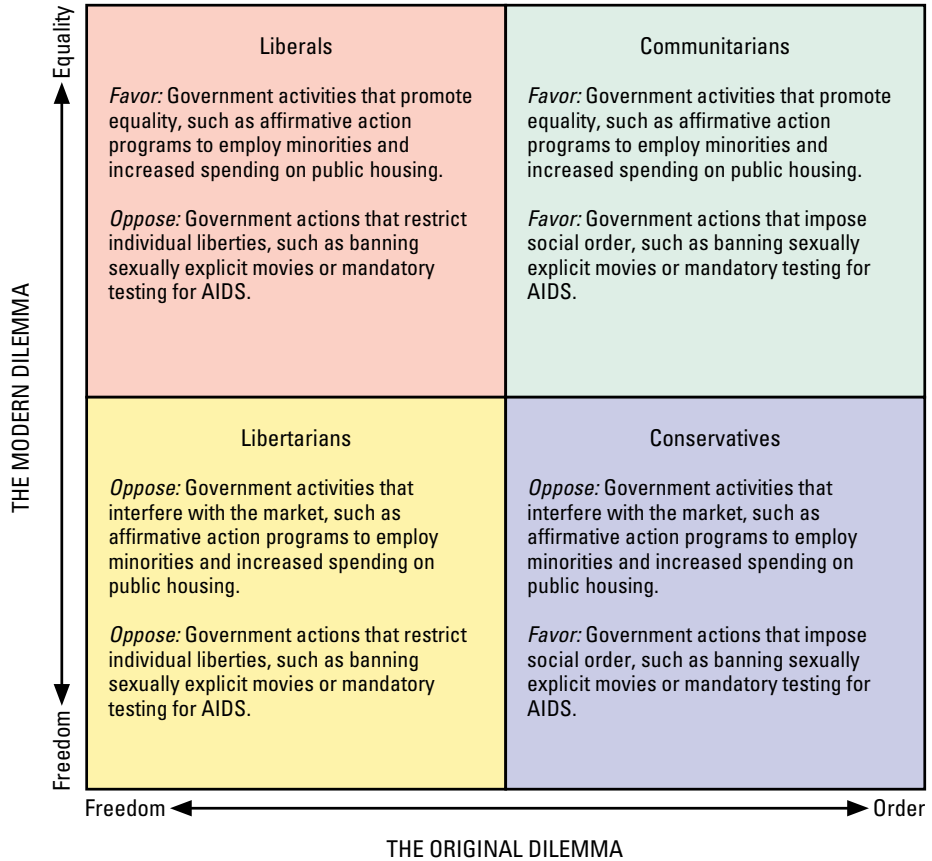 Equality
THE MODERN DILEMMA
Freedom
Liberals
Favor: Government activities that promote
equality, such as affirmative action
programs to employ minorities and
increased spending on public housing.
Oppose: Government actions that restrict
individual liberties, such as banning
sexually explicit movies or mandatory
testing for AIDS.
Communitarians
Favor: Government activities that promote
equality, such as affirmative action
programs to employ minorities and
increased spending on public housing.
Favor: Government actions that impose
social order, such as banning sexually
explicit movies or mandatory testing for
AIDS.
Libertarians
Oppose: Government activities that
interfere with the market, such as
affirmative action programs to employ
minorities and increased spending on
public housing.
Oppose: Government actions that restrict
individual liberties, such as banning
sexually explicit movies or mandatory
testing for AIDS.
Conservatives
Oppose: Government activities that
interfere with the market, such as
affirmative action programs to employ
minorities and increased spending on
public housing.
Favor: Government actions that impose
social order, such as banning sexually
explicit movies or mandatory testing for
AIDS.
Freedom
Order
THE ORIGINAL DILEMMA